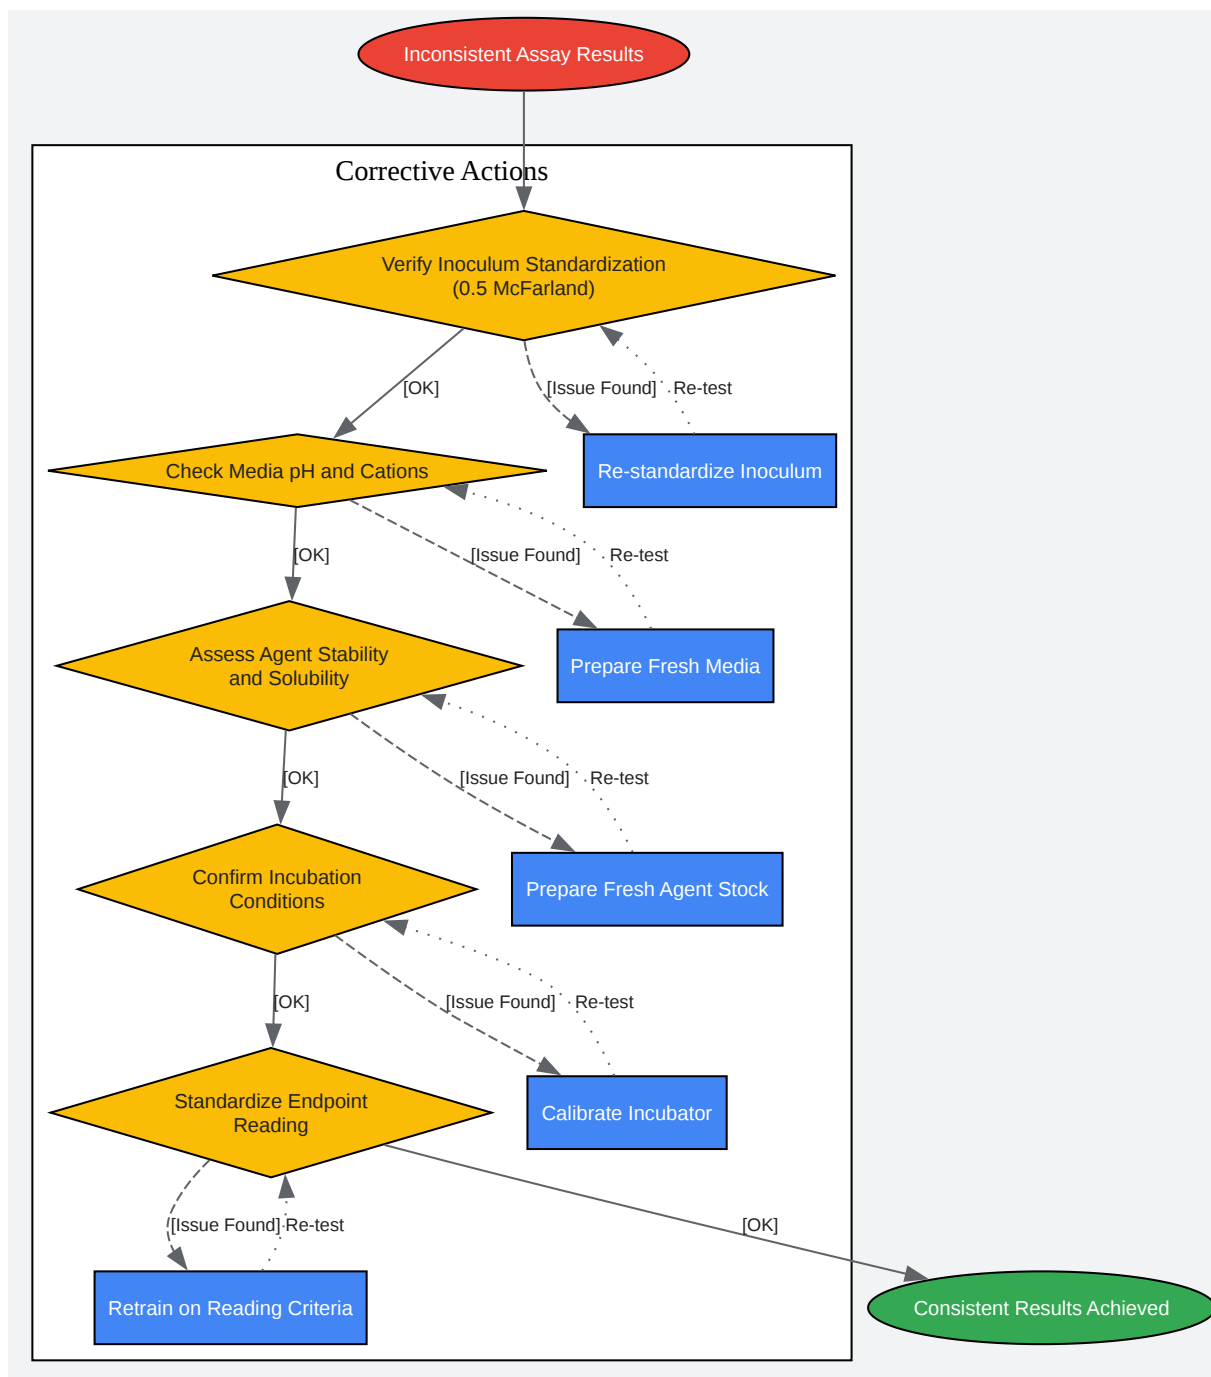 Inconsistent Assay Results
Corrective Actions
Verify Inoculum Standardization
(0.5 McFarland)
[OK]
[Issue Found]
Re-test
Check Media pH and Cations
Re-standardize Inoculum
[OK]
[Issue Found]
Re-test
Assess Agent Stability
and Solubility
Prepare Fresh Media
[OK]
[Issue Found]
Re-test
Confirm Incubation
Conditions
Prepare Fresh Agent Stock
[OK]
[Issue Found]
Re-test
Standardize Endpoint
Reading
Calibrate Incubator
[Issue Found]
Re-test
[OK]
Retrain on Reading Criteria
Consistent Results Achieved